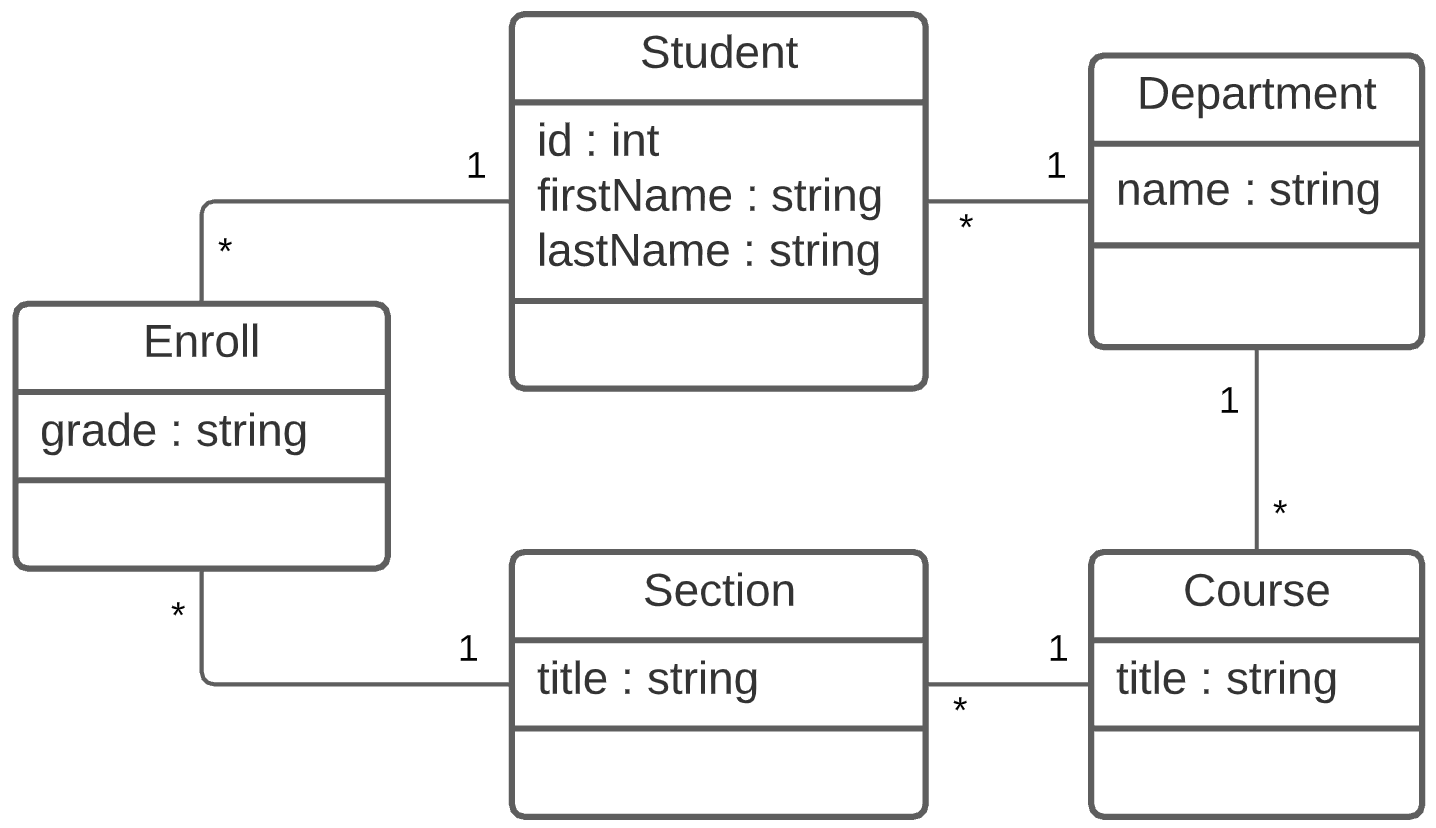 Student
id : int
firstName : string
lastName : string
Department
name : string
1
*
1
*
Enroll
grade : string
1
*
*
1
Section
title : string
1
*
Course
title : string